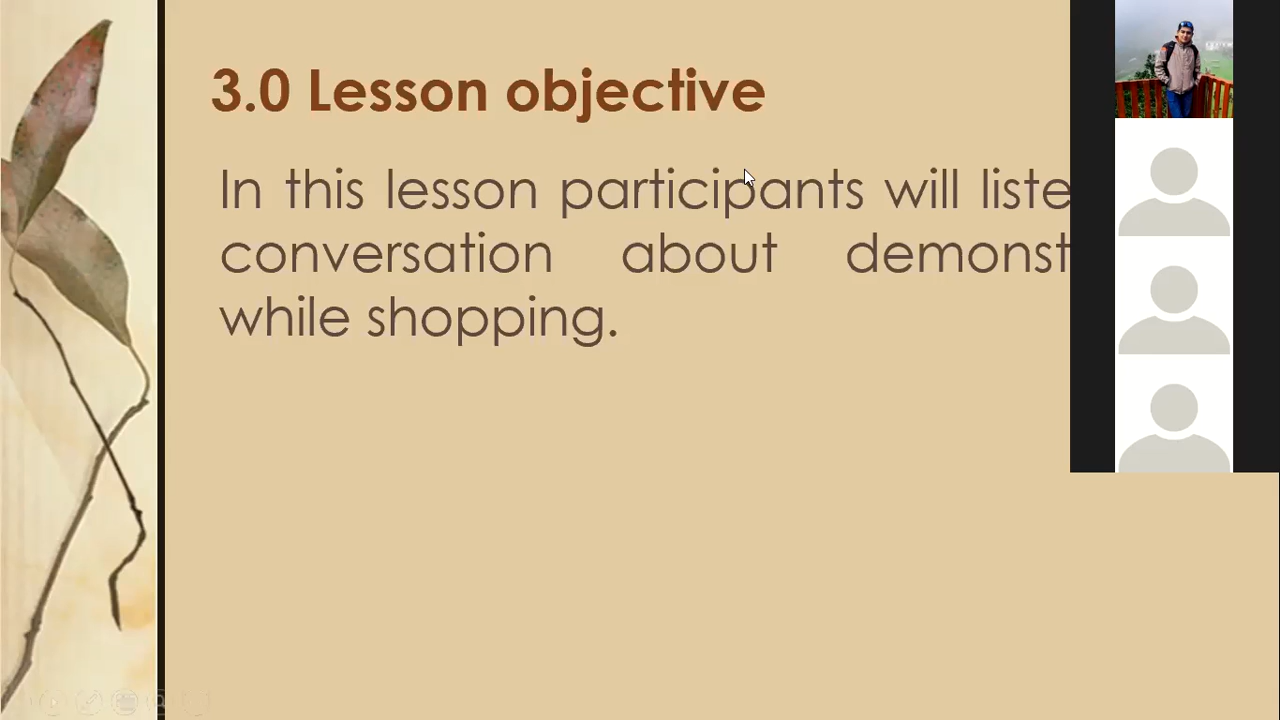 3.0 Lesson objective
In this lesson participants will liste
conversation about demonst
while shopping.